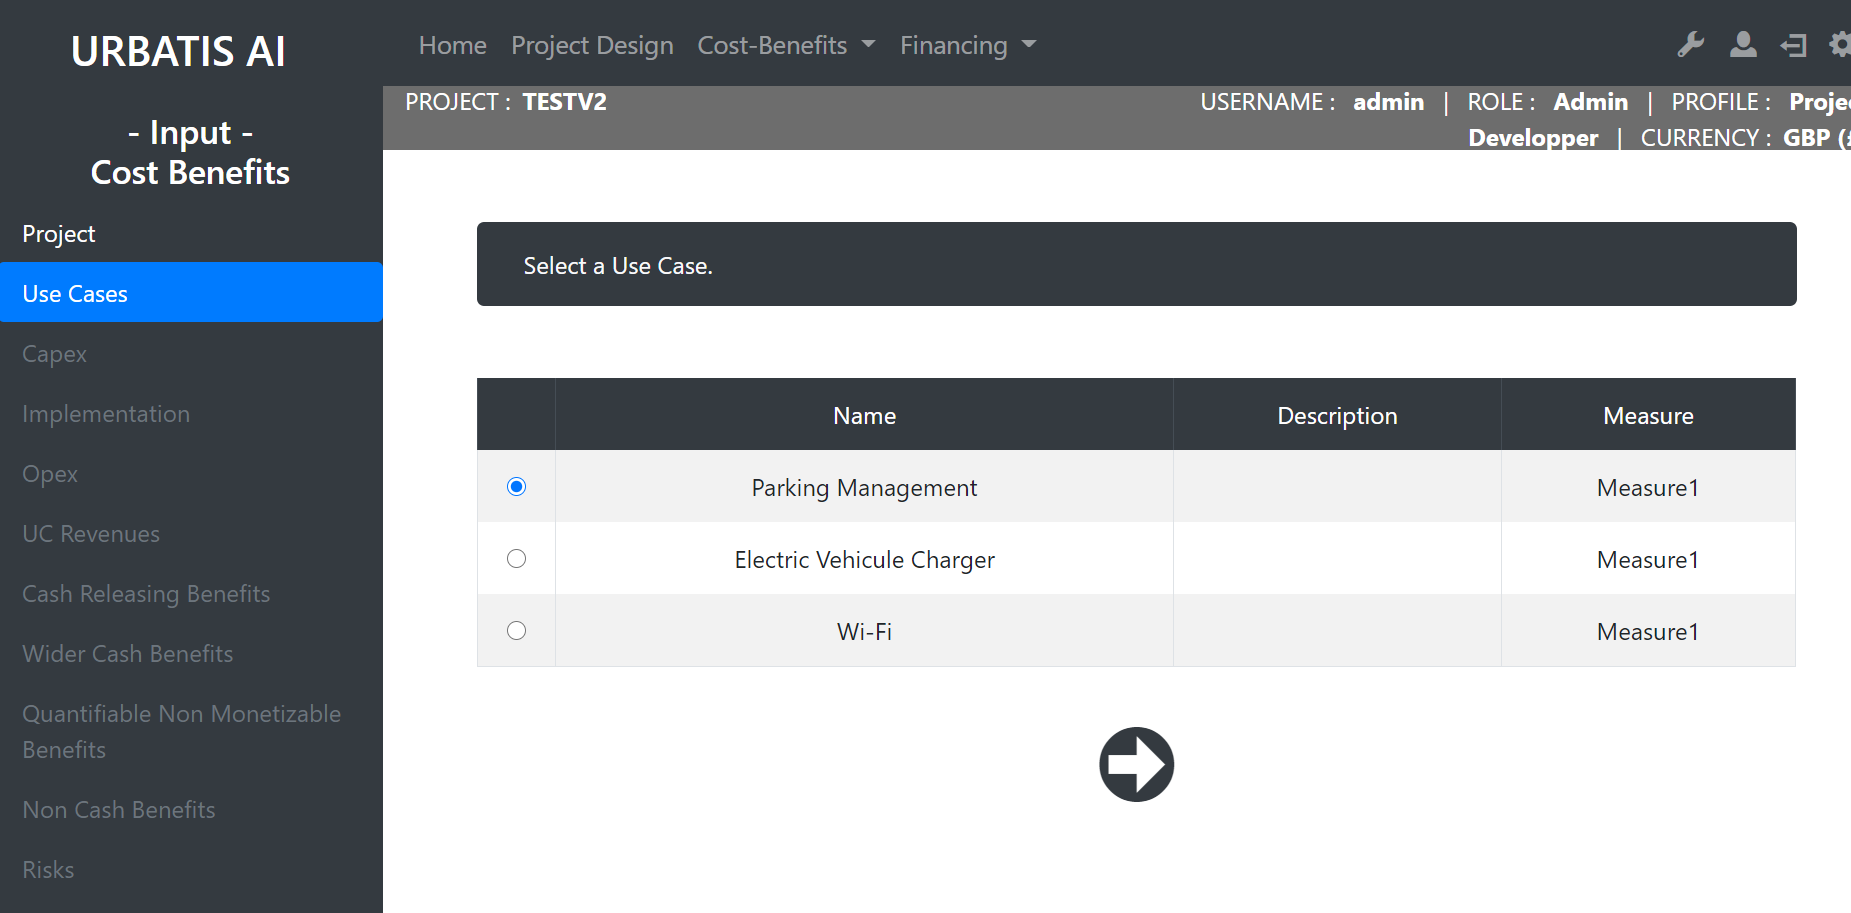 URBATIS AI
Home Project Design Cost-Benefits Financing
PROJECT : TESTV2
USERNAME : admin | ROLE : Admin | PROFILE :
Developper | CURRENCY : GBP
- Input -
Cost Benefits
Project
Use Cases
Capex
Implementation
Opex
UC Revenues
Cash Releasing Benefits
Wider Cash Benefits
Quantifiable Non Monetizable
Benefits
Non Cash Benefits
Risks
Select a Use Case.
Name Description Measure
Parking Management Measure1
Electric Vehicule Charger Measure1
Wi-Fi Measure1